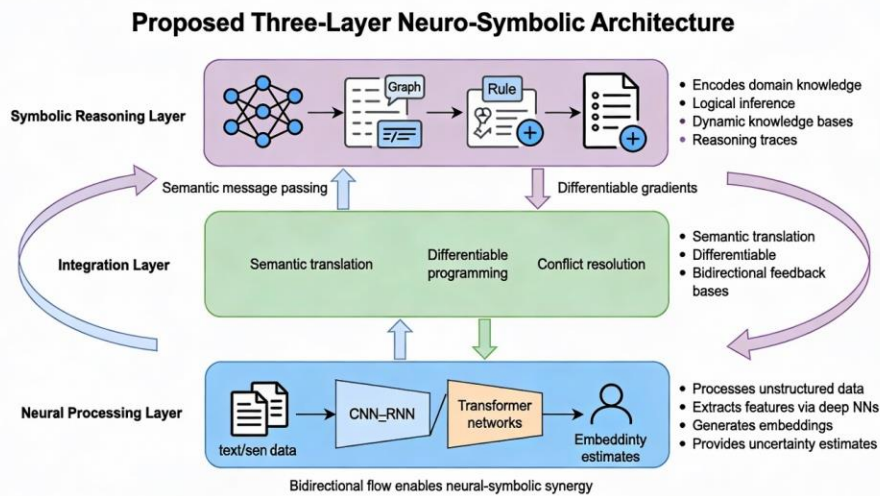 Proposed Three-Layer Neuro-Symbolic Architecture
Symbolic Reasoning Layer
Graph
Rule
• Encodes domain knowledge
• Logical inference
• Dynamic knowledge bases
• Reasoning traces
Semantic message passing
Differentiable gradients
Integration Layer
Semantic translation
Differentiable
programming
Conflict resolution
• Semantic translation
• Differentiable
• Bidirectional feedback
bases
Neural Processing Layer
text/sen data
CNN_RNN
Transformer
networks
Embeddinty
estimates
• Processes unstructured data
• Extracts features via deep NNs
• Generates embeddings
• Provides uncertainty estimates
Bidirectional flow enables neural-symbolic synergy